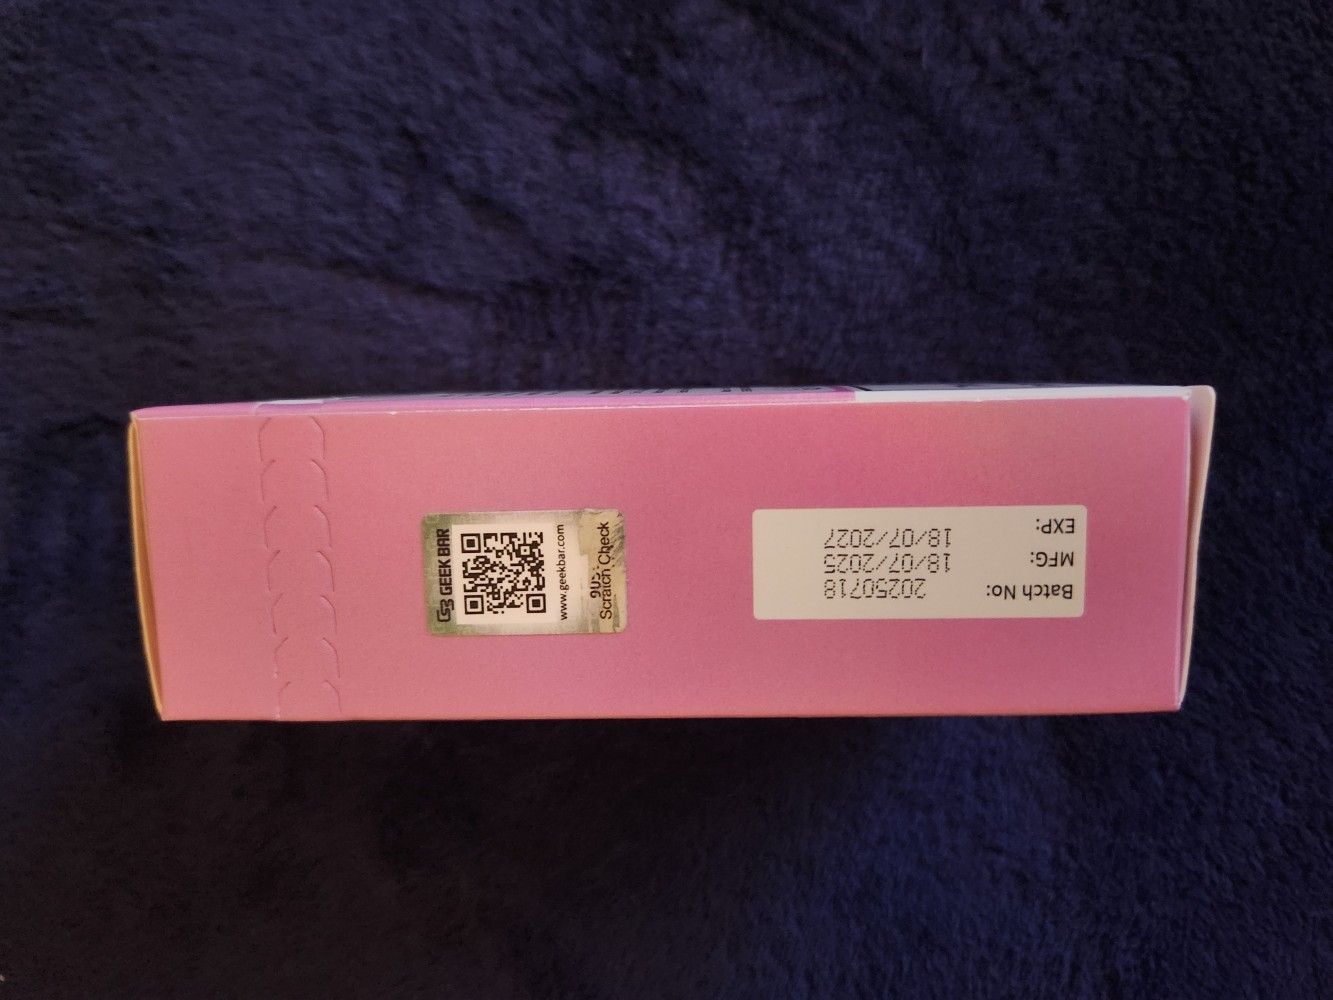 GEEK BAR
www.geekbar.com
Scratch Check
Batch No: 20250718
MFG: 18/07/2025
EXP: 18/07/2027